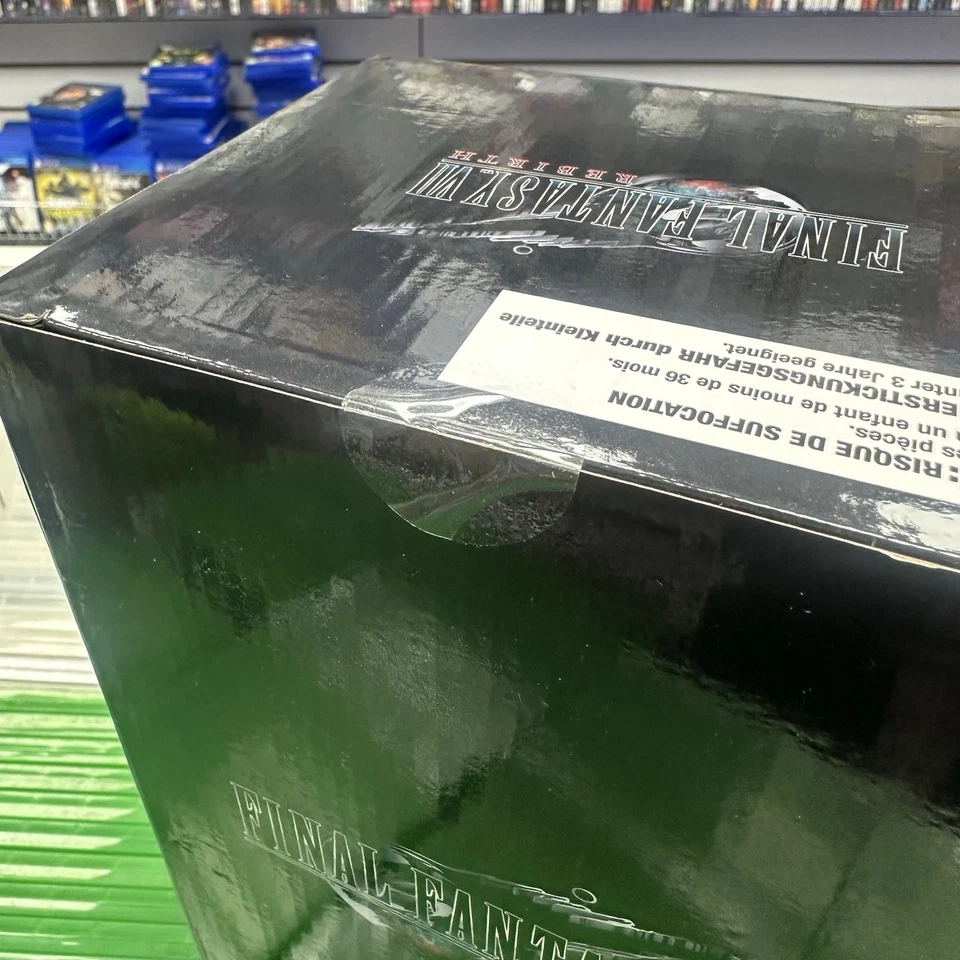 FINAL FANTASY VII
REBIRTH
: RISQUE DE SUFFOCATION
es pièces.
un enfant de moins de 36 mois.
ERSTICKUNGSGEFAHR durch Kleinteile
nter 3 Jahre geeignet.
FINAL FANTA